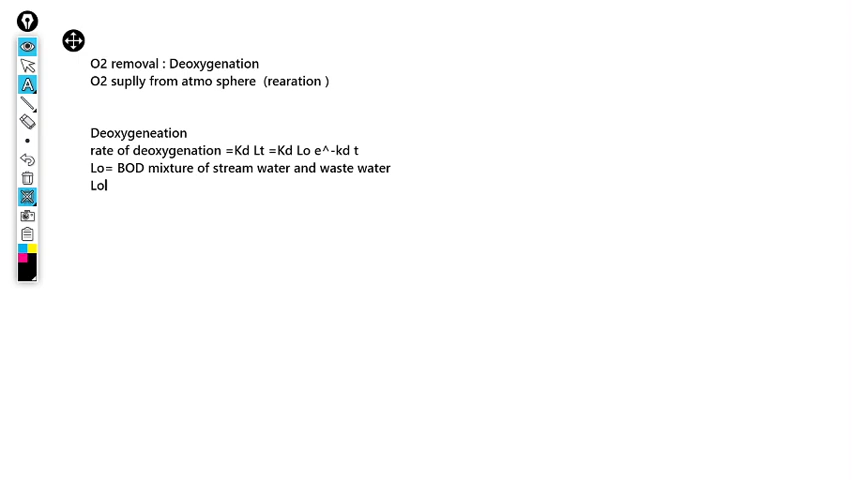 O2 removal : Deoxygenation
O2 suplly from atmo sphere (rearation )
Deoxygeneation
rate of deoxygenation =Kd Lt =Kd Lo e^-kd t
Lo= BOD mixture of stream water and waste water
Lo